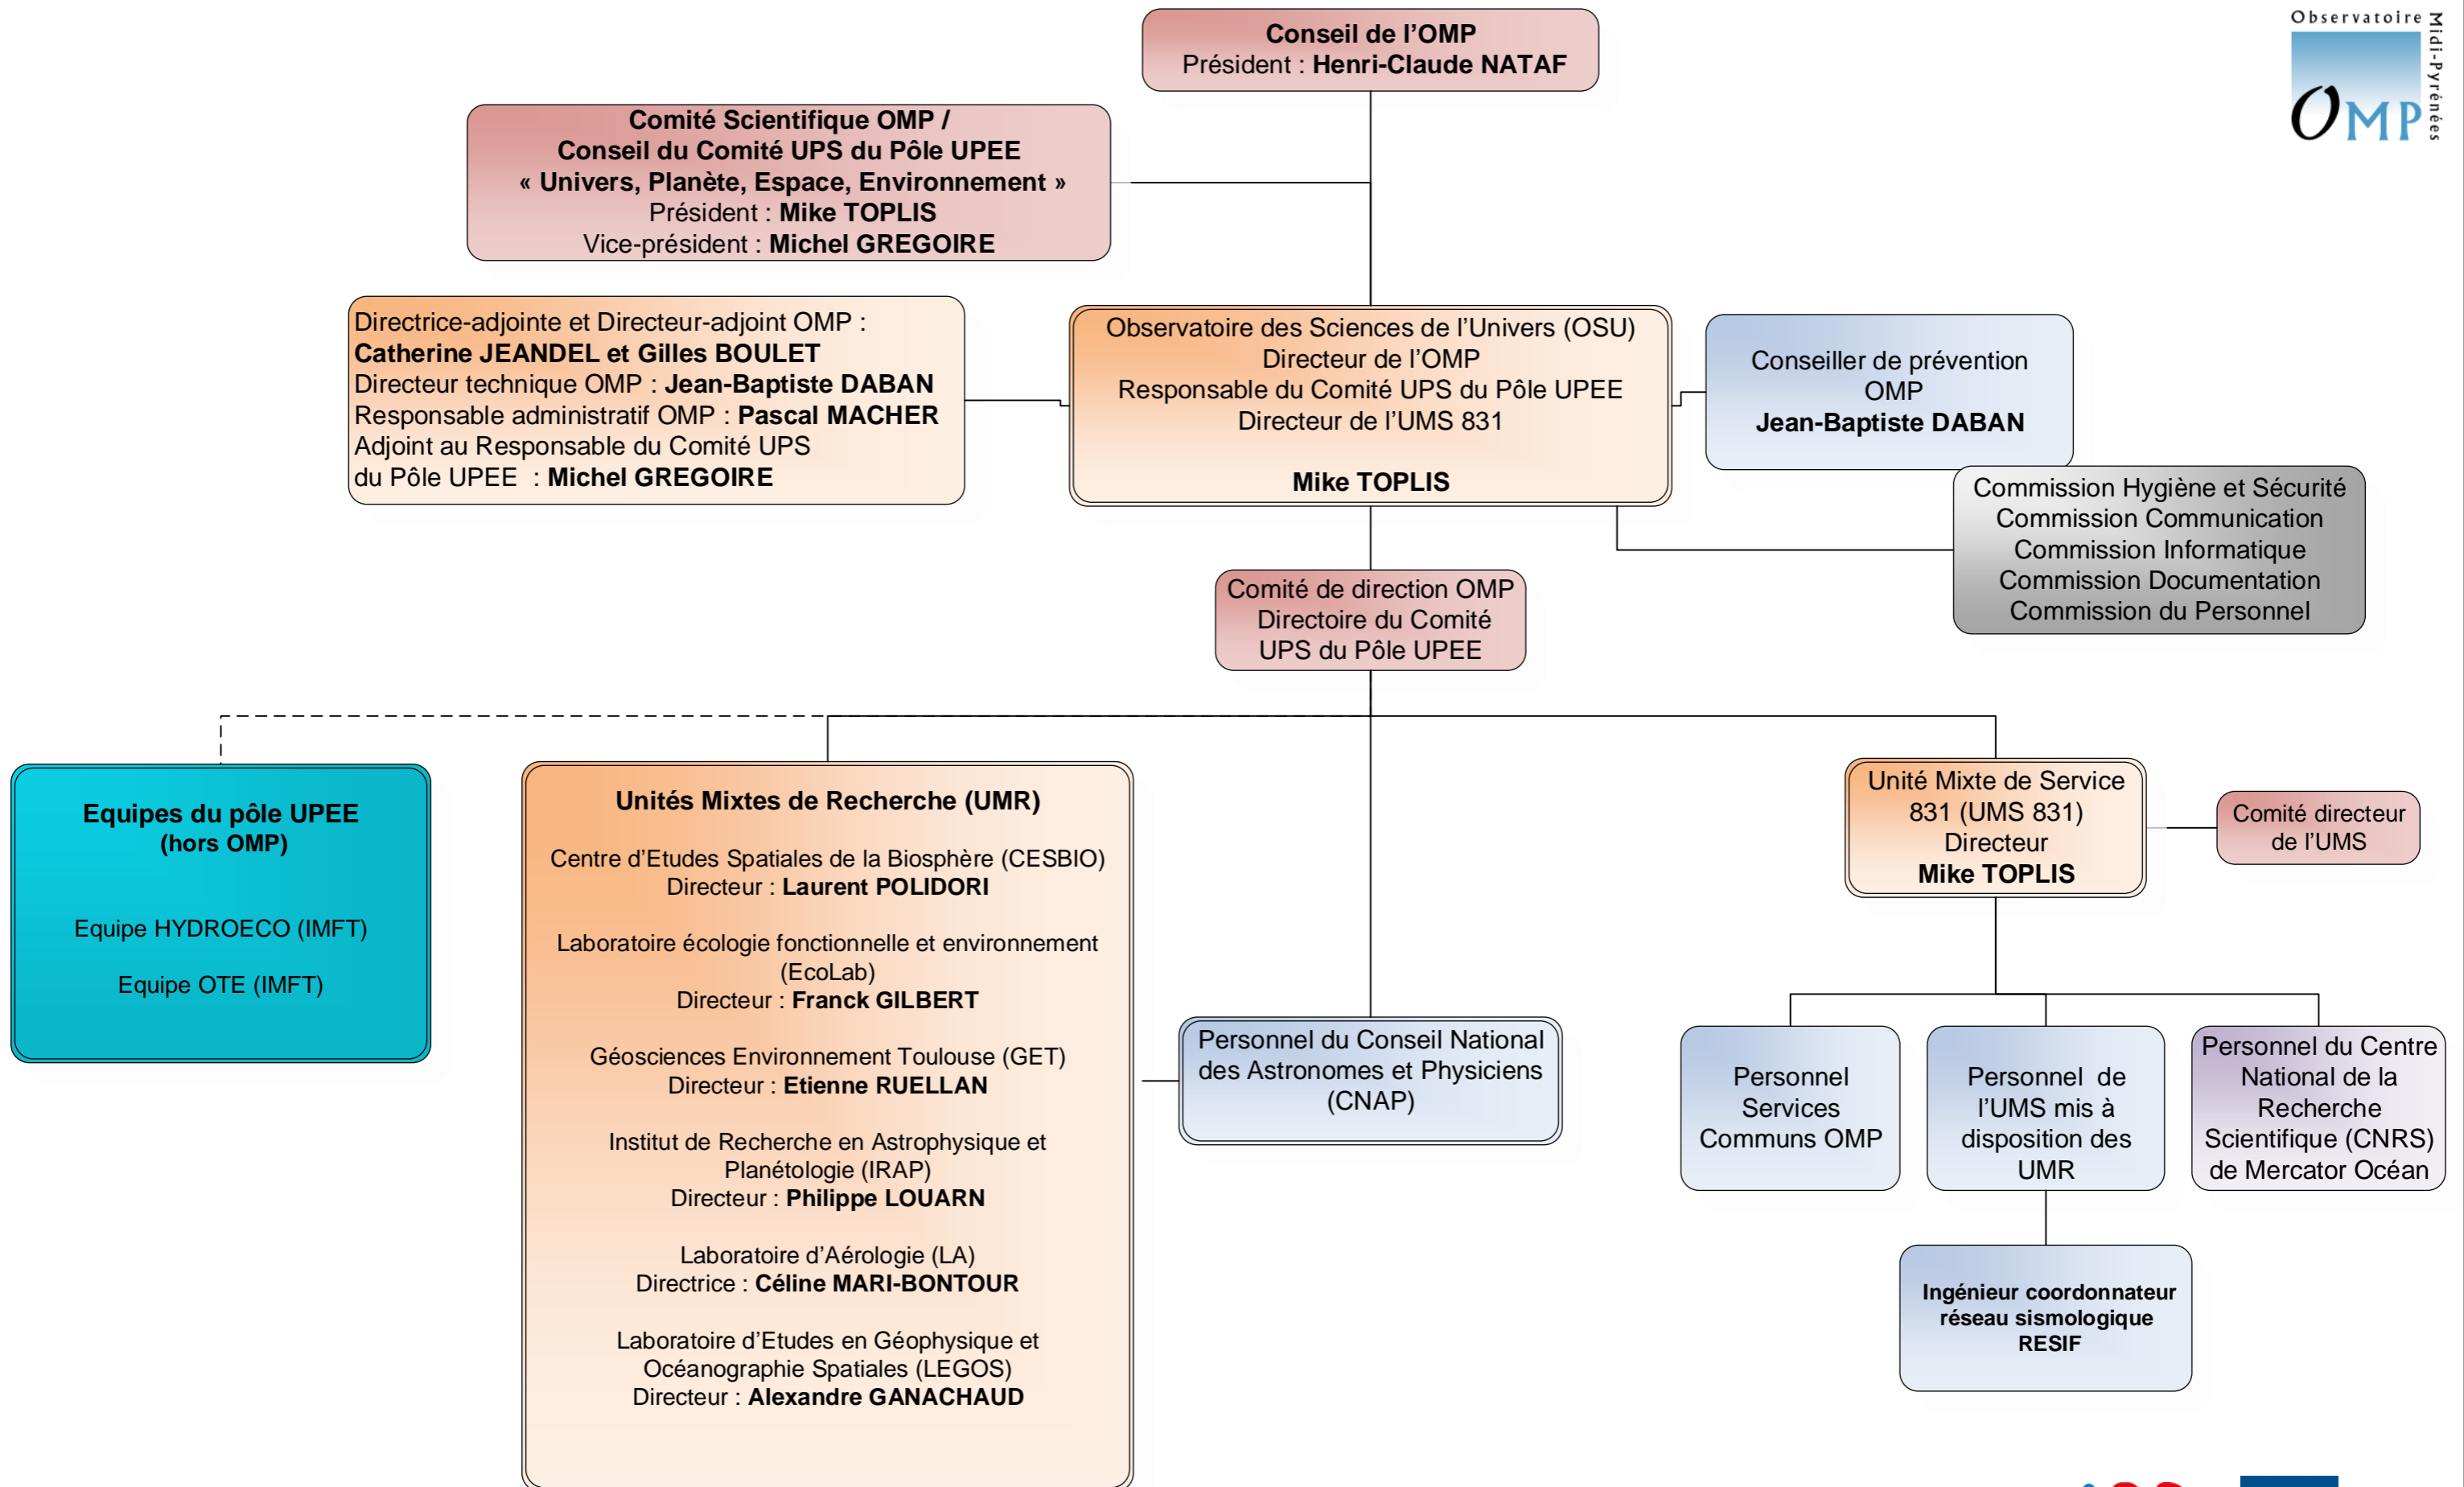 Observatoire Midi-Pyrénées
OMP
Conseil de l’OMP
Président : Henri-Claude NATAF
Comité Scientifique OMP /
Conseil du Comité UPS du Pôle UPEE
« Univers, Planète, Espace, Environnement »
Président : Mike TOPLIS
Vice-président : Michel GREGOIRE
Directrice-adjointe et Directeur-adjoint OMP :
Catherine JEANDEL et Gilles BOULET
Directeur technique OMP : Jean-Baptiste DABAN
Responsable administratif OMP : Pascal MACHER
Adjoint au Responsable du Comité UPS
du Pôle UPEE : Michel GREGOIRE
Observatoire des Sciences de l’Univers (OSU)
Directeur de l’OMP
Responsable du Comité UPS du Pôle UPEE
Directeur de l’UMS 831
Mike TOPLIS
Conseiller de prévention
OMP
Jean-Baptiste DABAN
Commission Hygiène et Sécurité
Commission Communication
Commission Informatique
Commission Documentation
Commission du Personnel
Comité de direction OMP
Directoire du Comité
UPS du Pôle UPEE
Equipes du pôle UPEE
(hors OMP)
Equipe HYDROECO (IMFT)
Equipe OTE (IMFT)
Unités Mixtes de Recherche (UMR)
Centre d’Etudes Spatiales de la Biosphère (CESBIO)
Directeur : Laurent POLIDORI
Laboratoire écologie fonctionnelle et environnement
(EcoLab)
Directeur : Franck GILBERT
Géosciences Environnement Toulouse (GET)
Directeur : Etienne RUELLAN
Institut de Recherche en Astrophysique et
Planétologie (IRAP)
Directeur : Philippe LOUARN
Laboratoire d’Aérologie (LA)
Directrice : Céline MARI-BONTOUR
Laboratoire d’Etudes en Géophysique et
Océanographie Spatiales (LEGOS)
Directeur : Alexandre GANACHAUD
Personnel du Conseil National
des Astronomes et Physiciens
(CNAP)
Unité Mixte de Service
831 (UMS 831)
Directeur
Mike TOPLIS
Comité directeur
de l’UMS
Personnel
Services
Communs OMP
Personnel de
l’UMS mis à
disposition des
UMR
Personnel du Centre
National de la
Recherche
Scientifique (CNRS)
de Mercator Océan
Ingénieur coordonnateur
réseau sismologique
RESIF